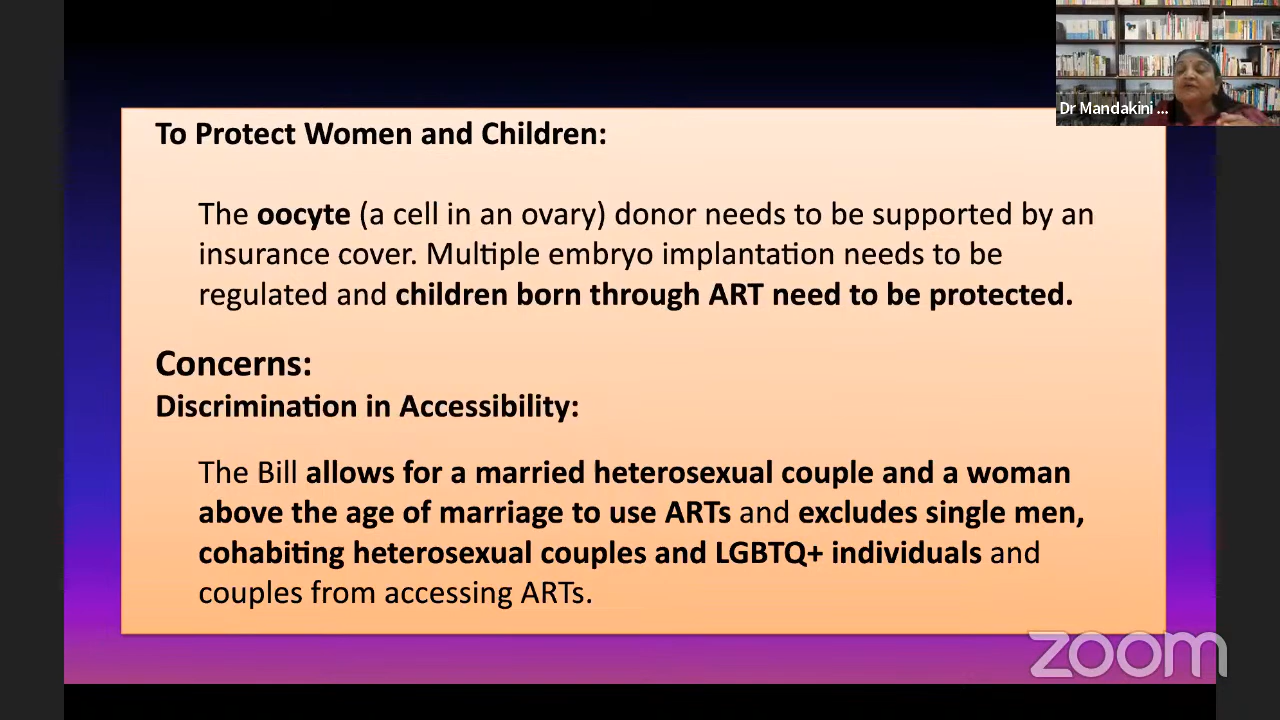 Dr Mandakini ...
To Protect Women and Children:
The oocyte (a cell in an ovary) donor needs to be supported by an
insurance cover. Multiple embryo implantation needs to be
regulated and children born through ART need to be protected.
Concerns:
Discrimination in Accessibility:
The Bill allows for a married heterosexual couple and a woman
above the age of marriage to use ARTs and excludes single men,
cohabiting heterosexual couples and LGBTQ+ individuals and
couples from accessing ARTs.
zoom